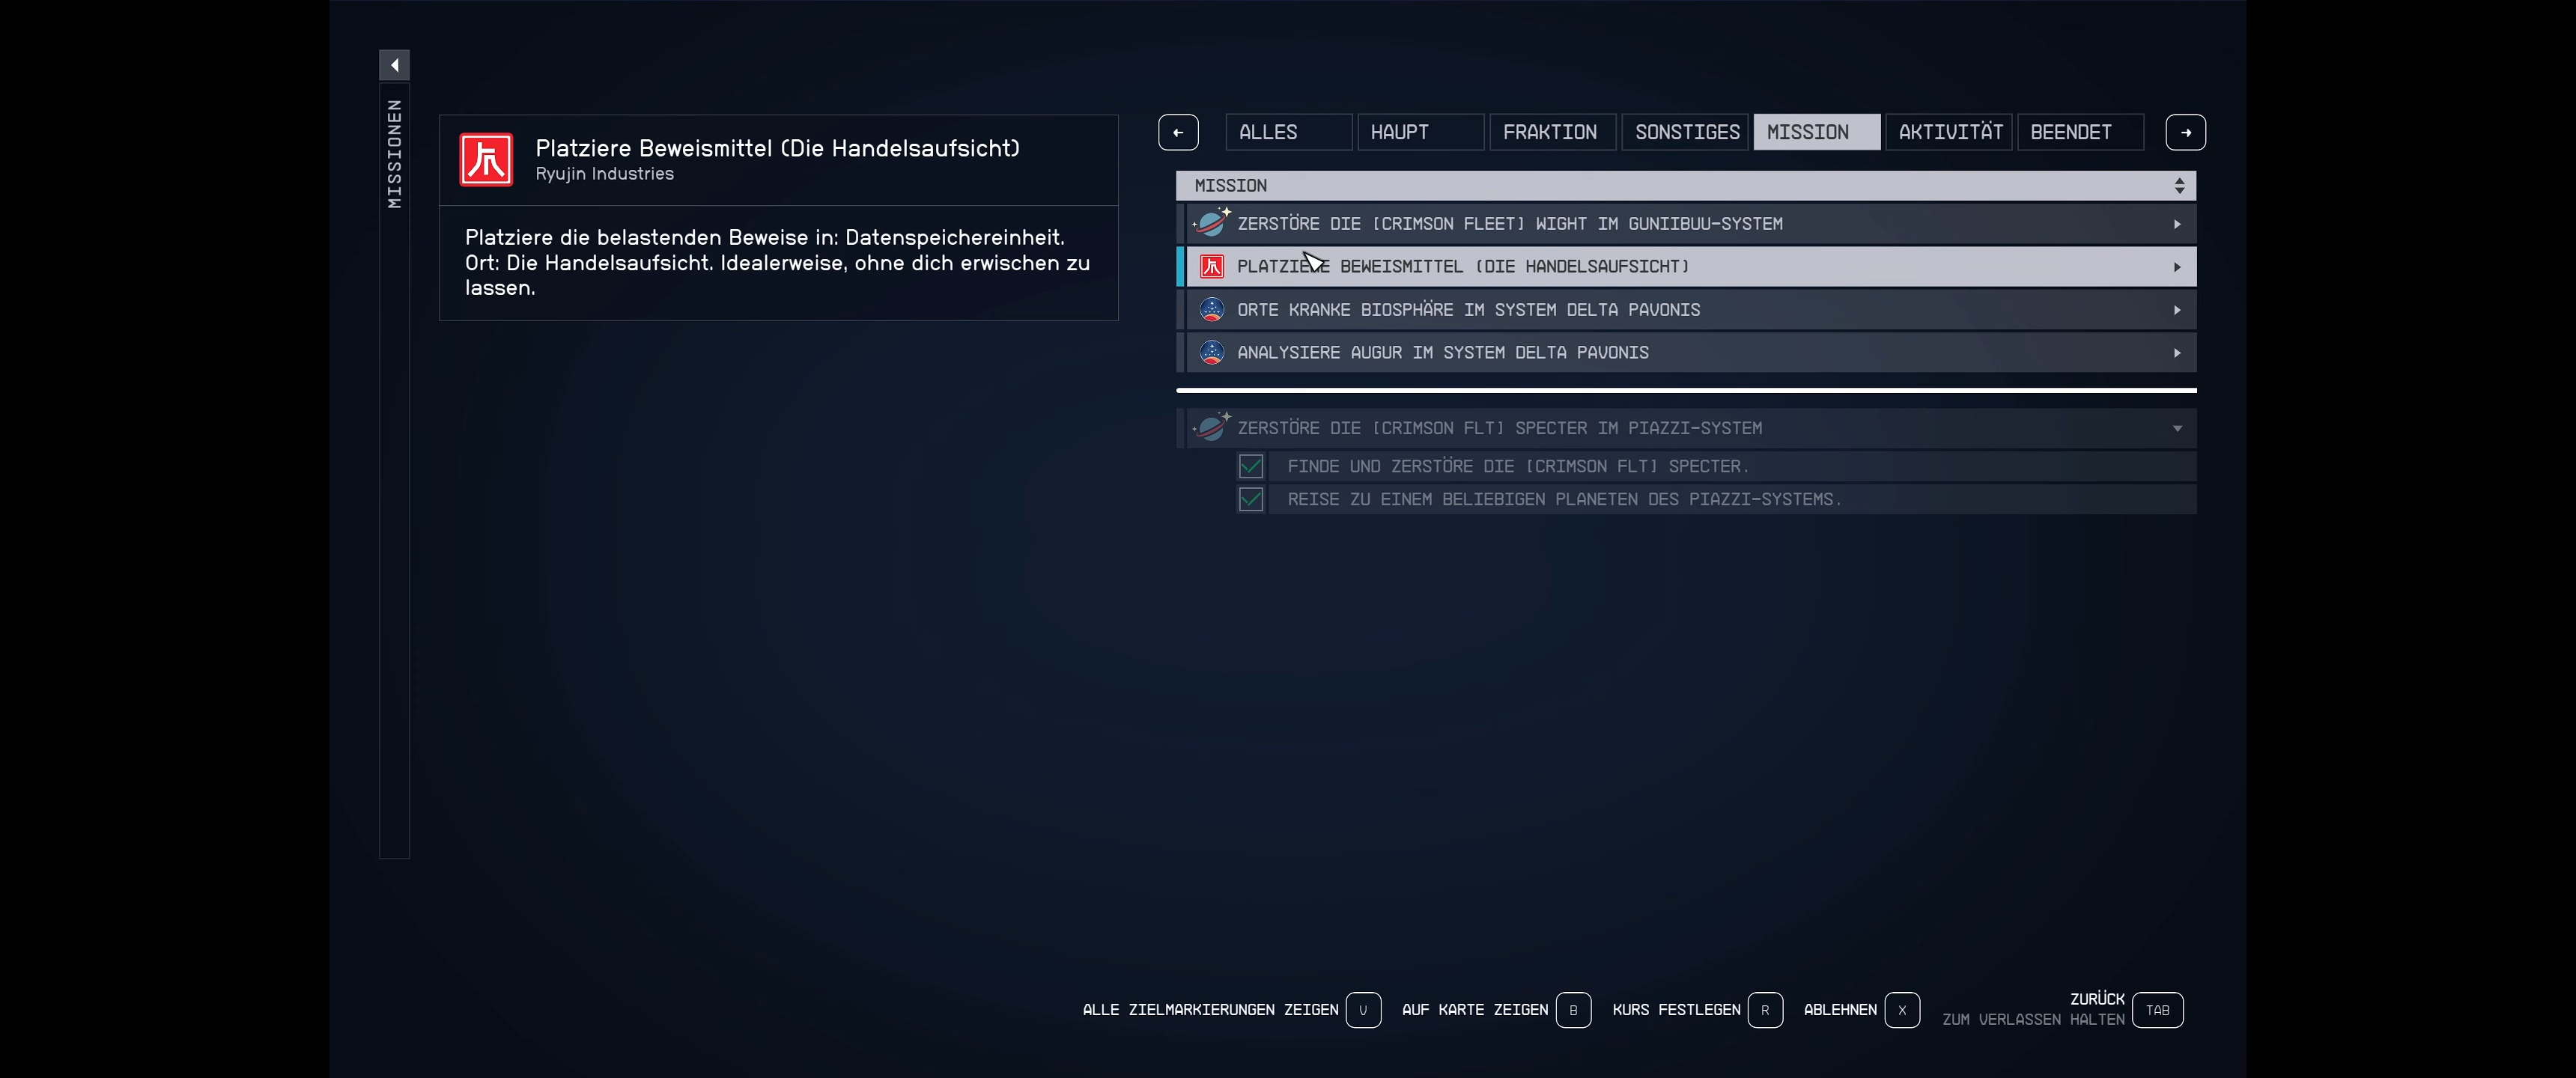 MISSIONEN
Platziere Beweismittel (Die Handelsaufsicht)
Ryujin Industries
Platziere die belastenden Beweise in: Datenspeichereinheit.
Ort: Die Handelsaufsicht. Idealerweise, ohne dich erwischen zu
lassen.
ALLES HAUPT FRAKTION SONSTIGES MISSION AKTIVITÄT BEENDET
MISSION
ZERSTÖRE DIE [CRIMSON FLEET] WIGHT IM GUNIIBUU-SYSTEM
PLATZIERE BEWEISMITTEL (DIE HANDELSAUFSICHT)
ORTE KRANKE BIOSPHÄRE IM SYSTEM DELTA PAVONIS
ANALYSIERE AUGUR IM SYSTEM DELTA PAVONIS
ZERSTÖRE DIE [CRIMSON FLT] SPECTER IM PIAZZI-SYSTEM
FINDE UND ZERSTÖRE DIE [CRIMSON FLT] SPECTER.
REISE ZU EINEM BELIEBIGEN PLANETEN DES PIAZZI-SYSTEMS.
ALLE ZIELMARKIERUNGEN ZEIGEN V AUF KARTE ZEIGEN B KURS FESTLEGEN R ABLEHNEN X ZURÜCK TAB
ZUM VERLASSEN HALTEN